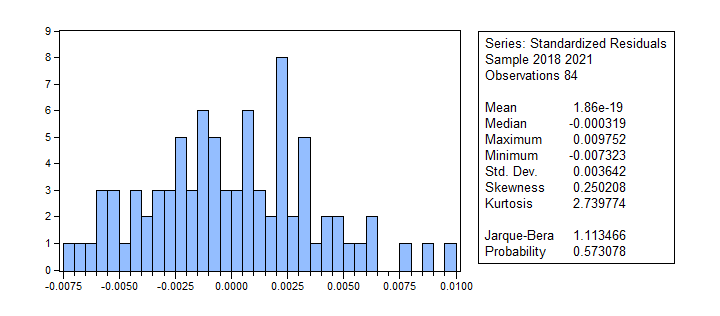 9
8
7
6
5
4
3
2
1
0
-0.0075 -0.0050 -0.0025 0.0000 0.0025 0.0050 0.0075 0.0100
Series: Standardized Residuals
Sample 2018 2021
Observations 84
Mean 1.86e-19
Median -0.000319
Maximum 0.009752
Minimum -0.007323
Std. Dev. 0.003642
Skewness 0.250208
Kurtosis 2.739774
Jarque-Bera 1.113466
Probability 0.573078